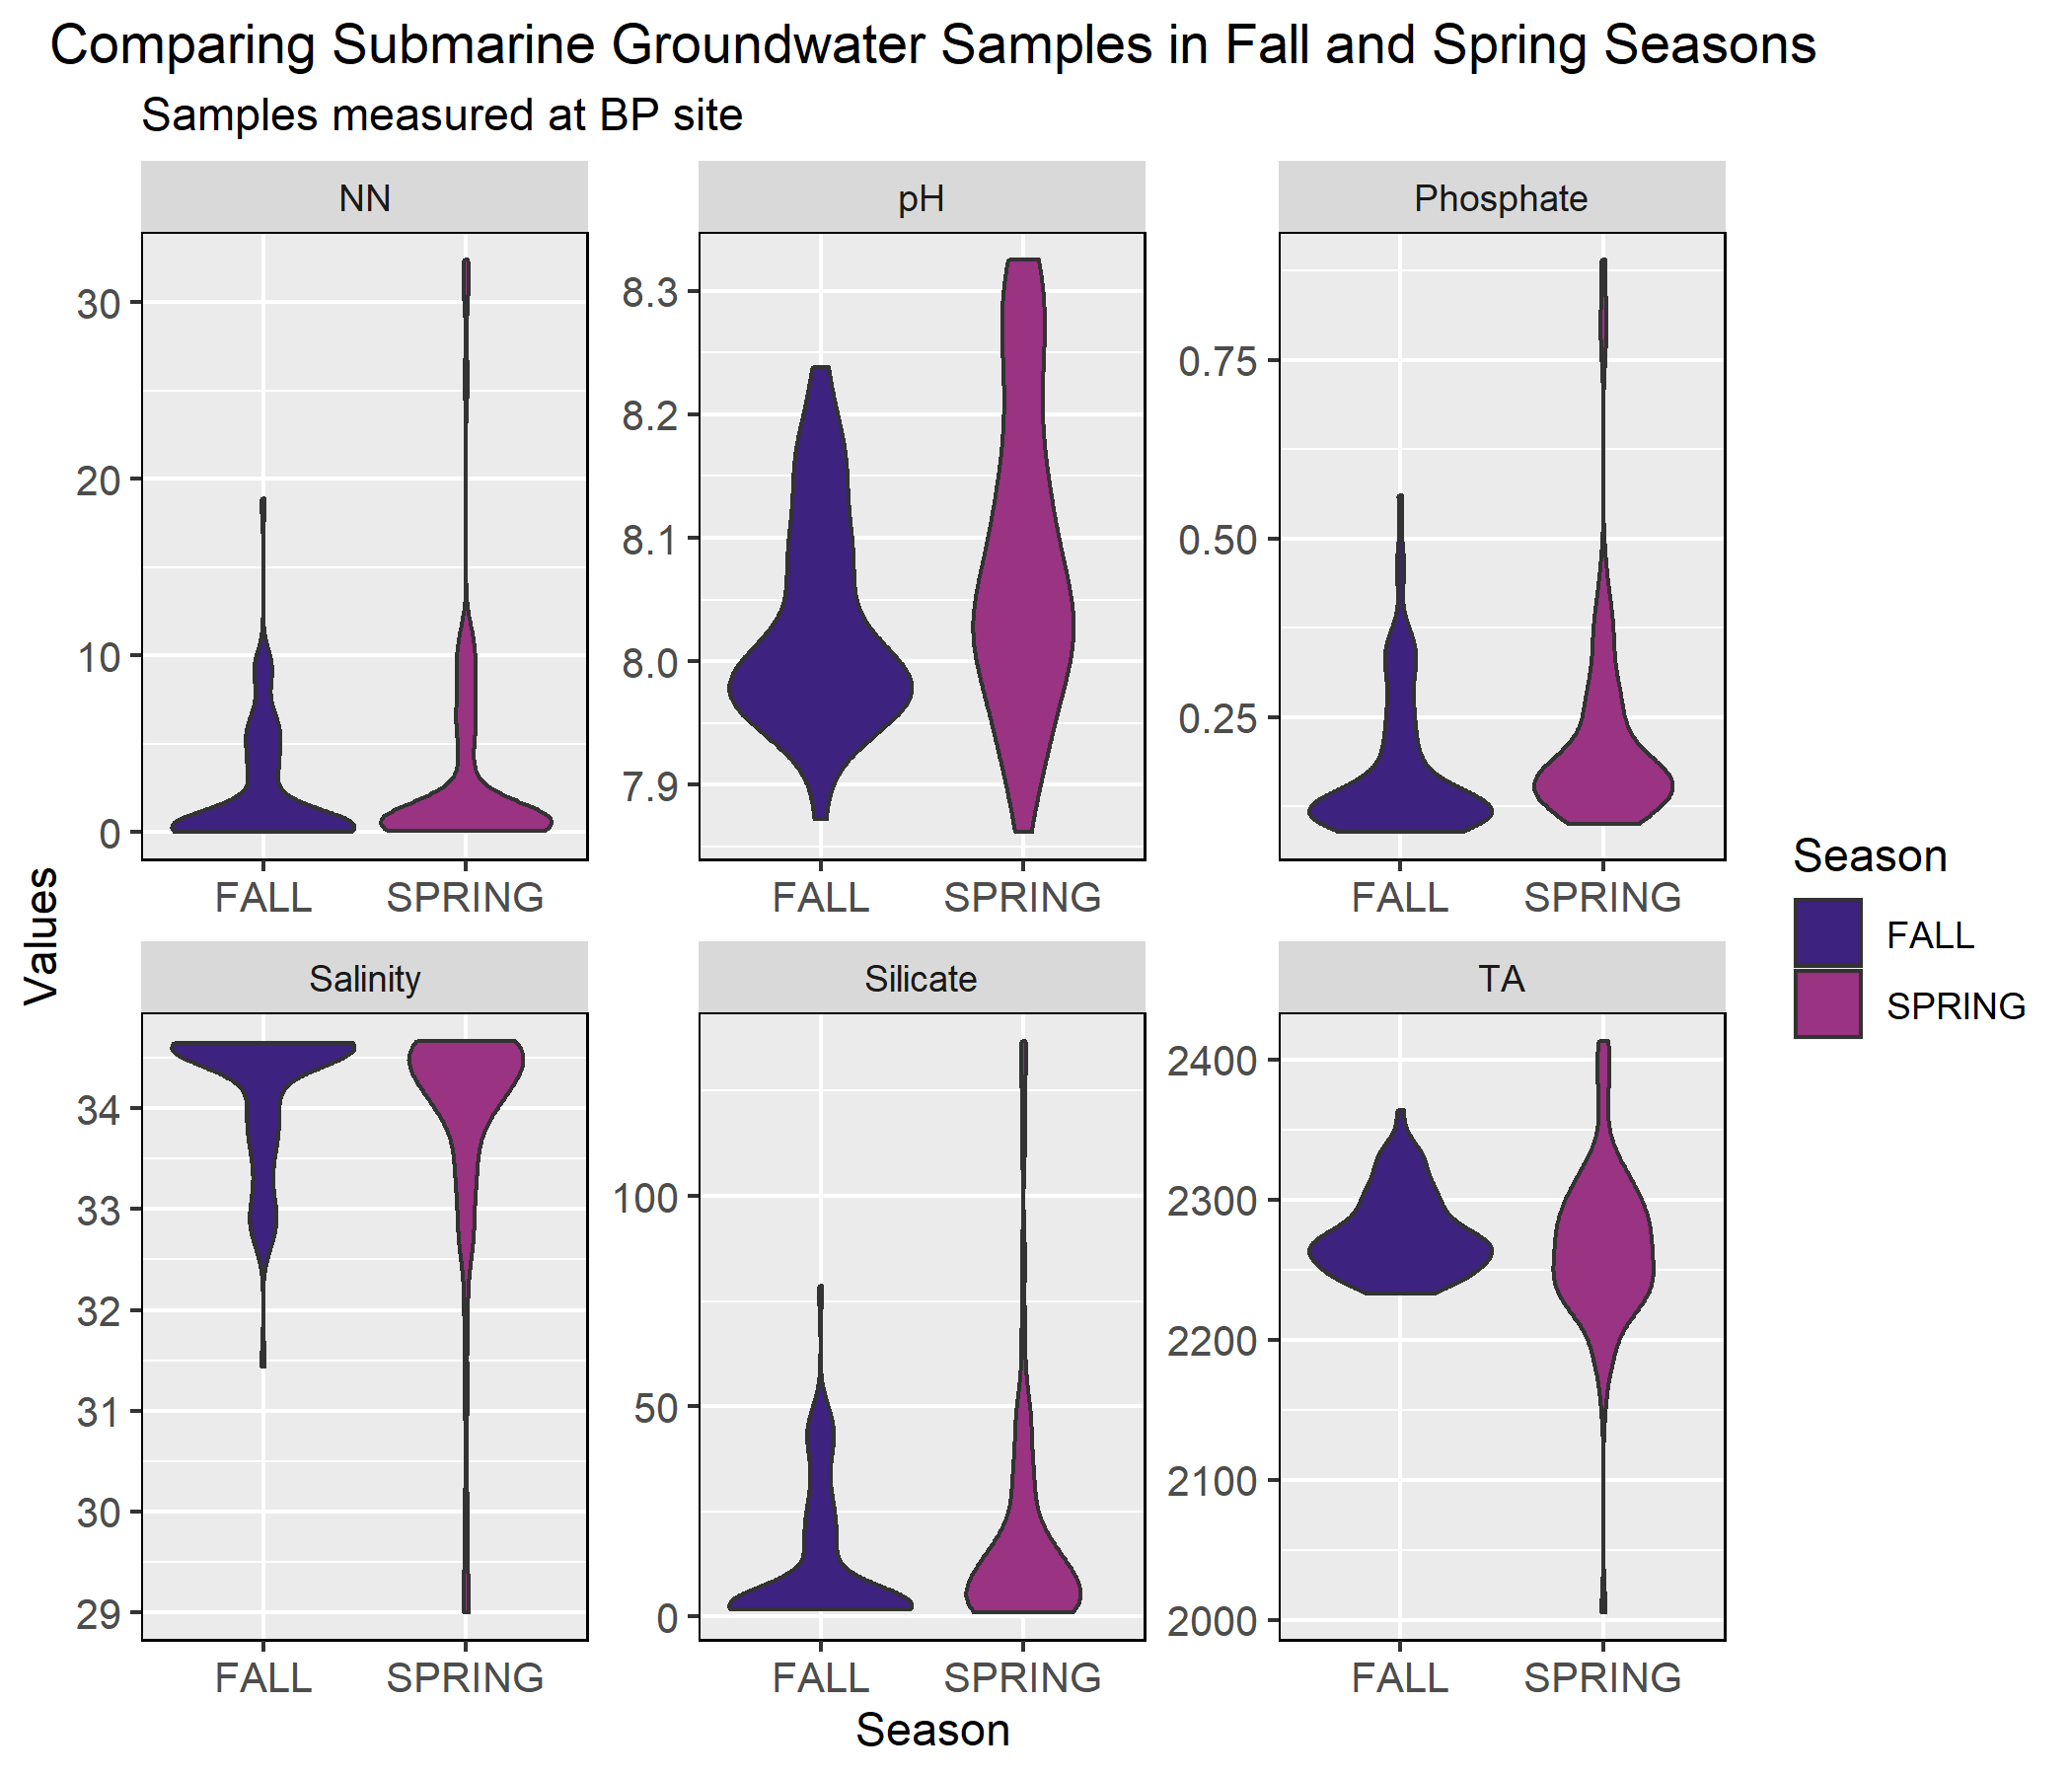 Comparing Submarine Groundwater Samples in Fall and Spring Seasons
Samples measured at BP site
NN
pH
Phosphate
30
20
10
0
8.3
8.2
8.1
8.0
7.9
0.75
0.50
0.25
FALL SPRING
FALL SPRING
FALL SPRING
Values
Salinity
Silicate
TA
34
33
32
31
30
29
100
50
0
2400
2300
2200
2100
2000
FALL SPRING
FALL SPRING
FALL SPRING
Season
Season
FALL
SPRING